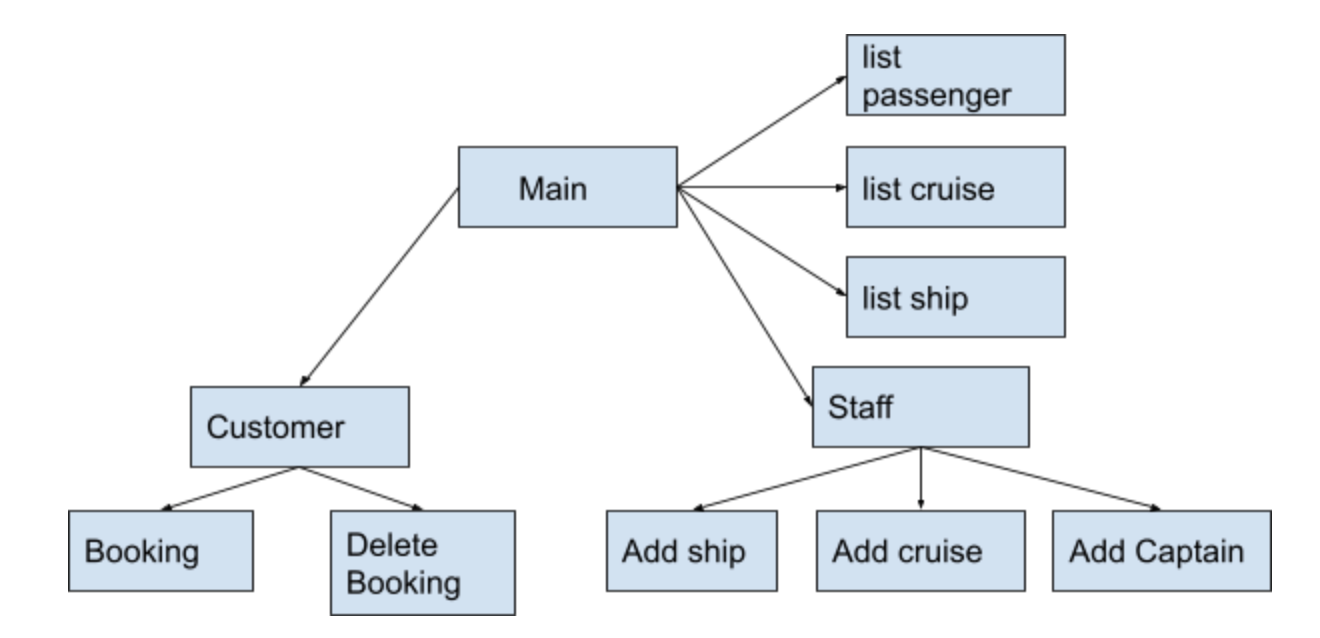 list
passenger
Main
list cruise
list ship
Staff
Customer
Booking
Delete
Booking
Add ship
Add cruise
Add Captain